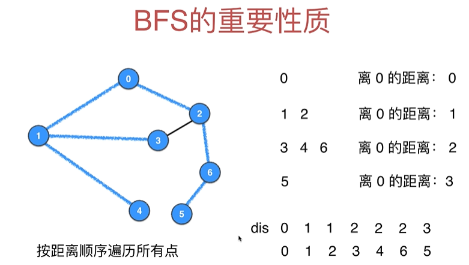 BFS的重要性质
0
1
2
3
4
5
6
0 离 0 的距离： 0
1 2 离 0 的距离： 1
3 4 6 离 0 的距离： 2
5 离 0 的距离：3
dis 0 1 1 2 2 2 3
0 1 2 3 4 6 5
按距离顺序遍历所有点